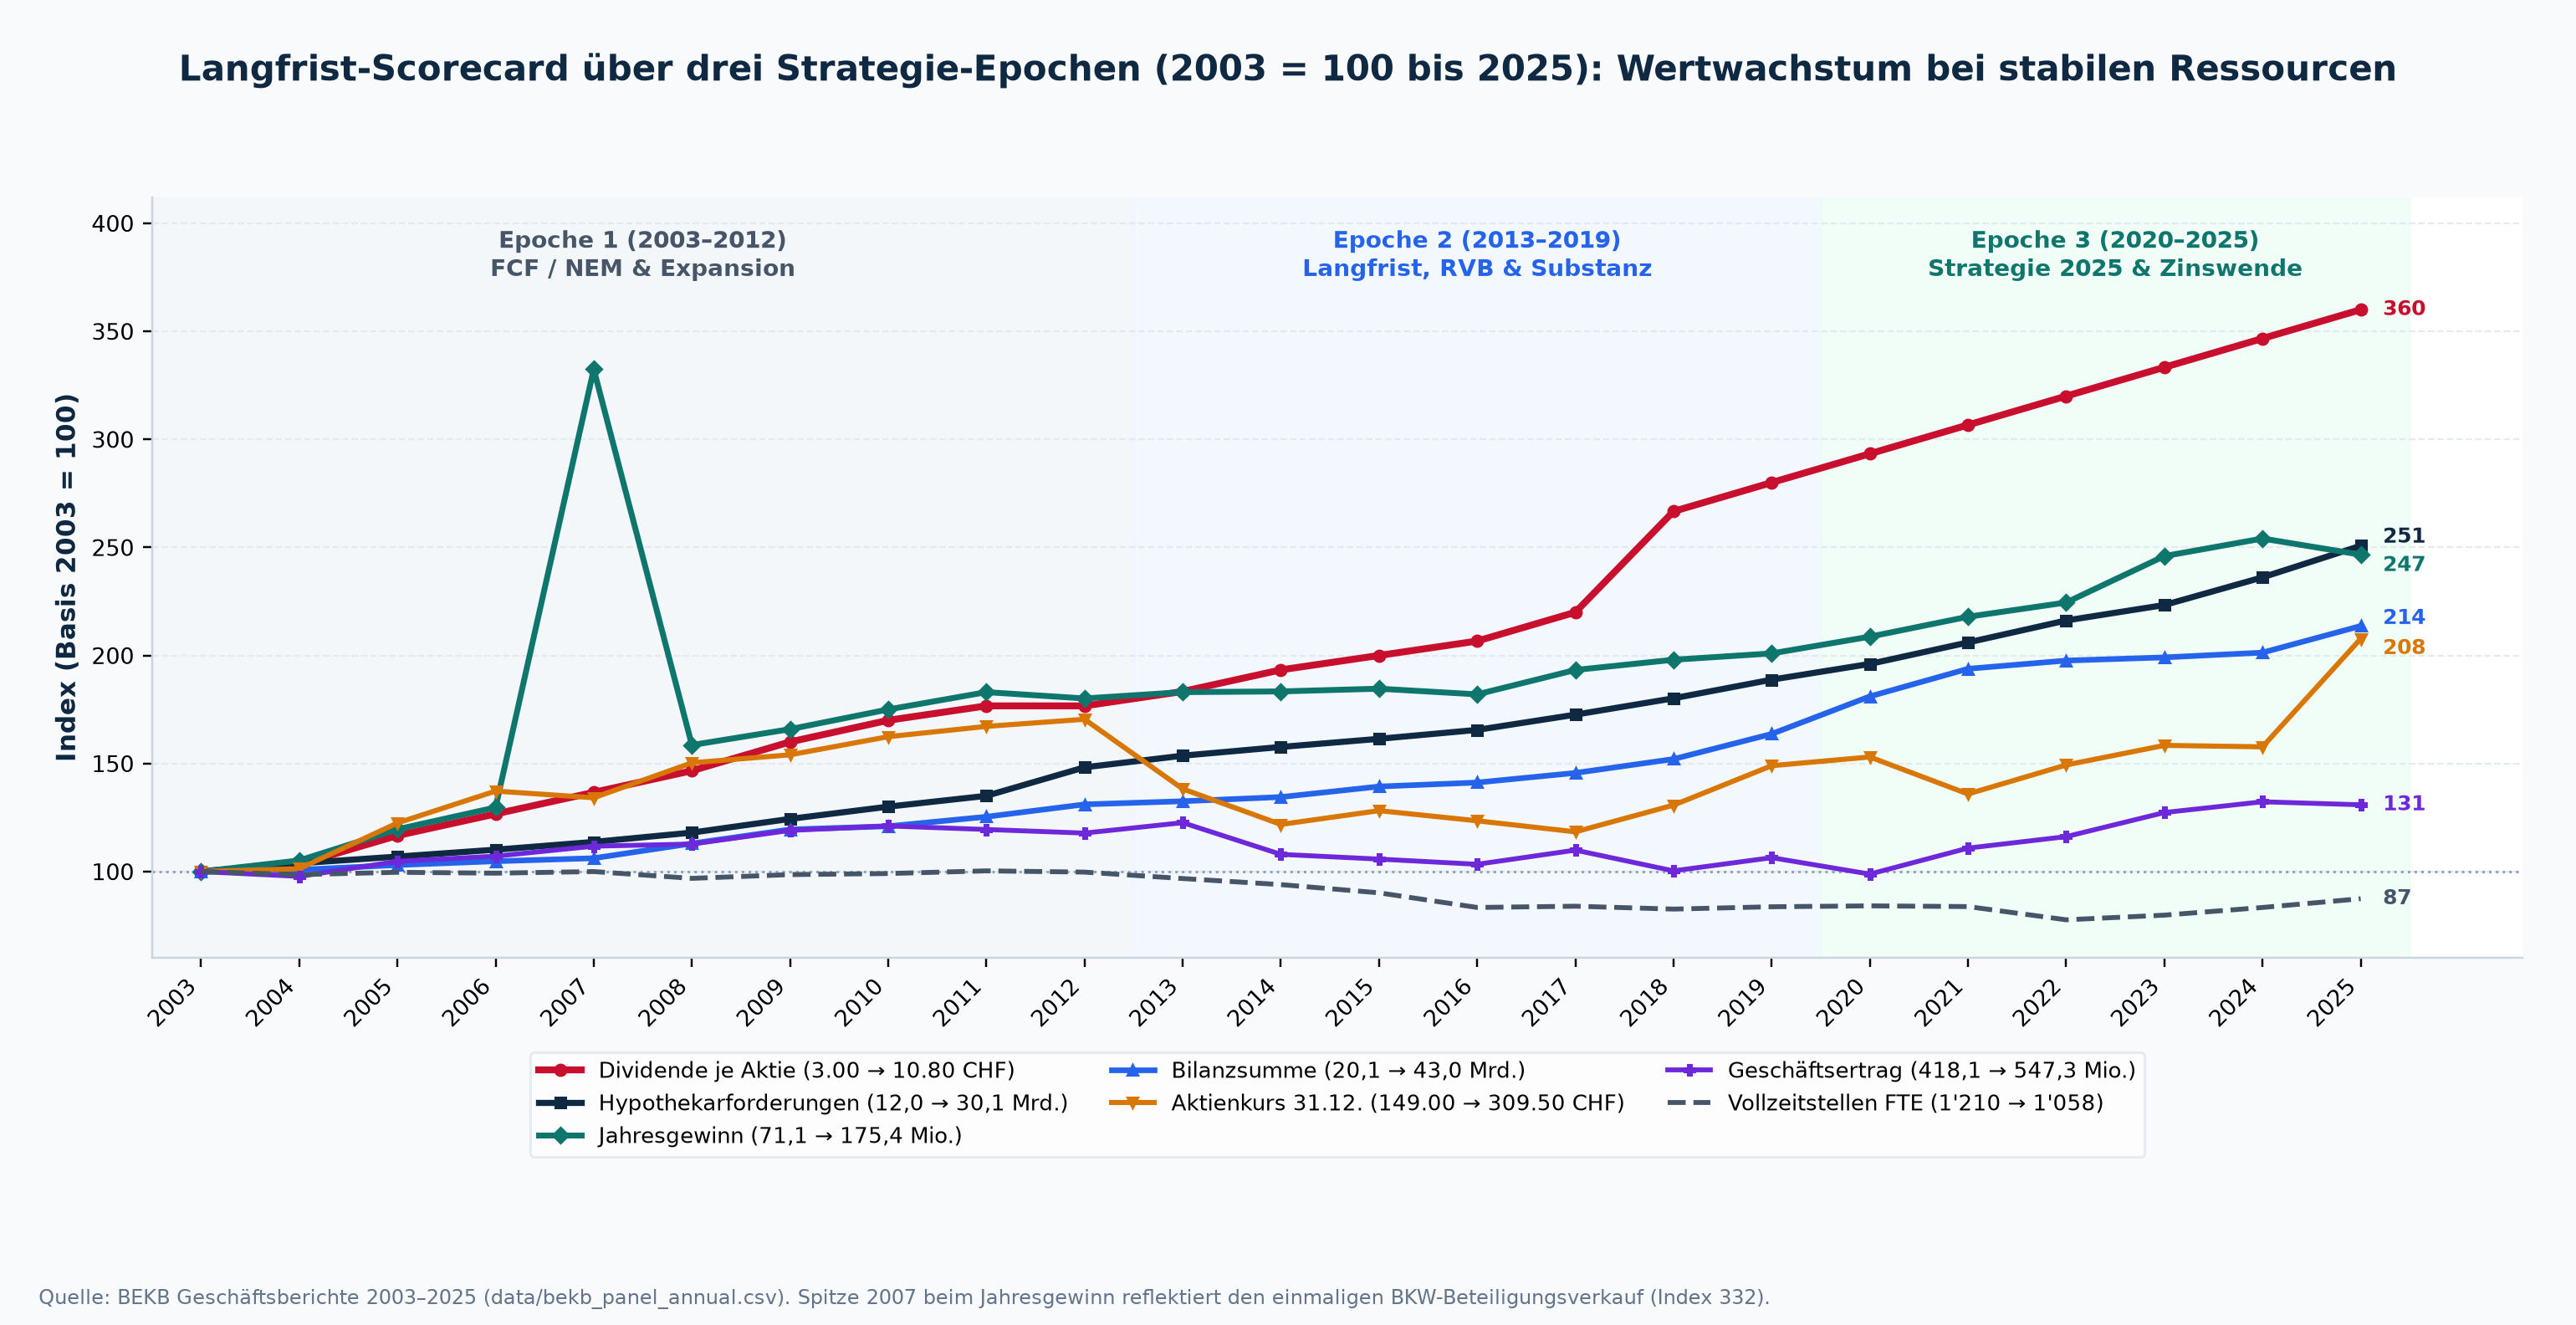 Langfrist-Scorecard über drei Strategie-Epochen (2003 = 100 bis 2025): Wertwachstum bei stabilen Ressourcen
Index (Basis 2003 = 100)
400
350
300
250
200
150
100
Epoche 1 (2003–2012)
FCF / NEM & Expansion
Epoche 2 (2013–2019)
Langfrist, RVB & Substanz
Epoche 3 (2020–2025)
Strategie 2025 & Zinswende
360
251
247
214
208
131
87
2003
2004
2005
2006
2007
2008
2009
2010
2011
2012
2013
2014
2015
2016
2017
2018
2019
2020
2021
2022
2023
2024
2025
Dividende je Aktie (3.00 → 10.80 CHF)
Hypothekarforderungen (12,0 → 30,1 Mrd.)
Jahresgewinn (71,1 → 175,4 Mio.)
Bilanzsumme (20,1 → 43,0 Mrd.)
Aktienkurs 31.12. (149.00 → 309.50 CHF)
Geschäftsertrag (418,1 → 547,3 Mio.)
Vollzeitstellen FTE (1'210 → 1'058)
Quelle: BEKB Geschäftsberichte 2003–2025 (data/bekb_panel_annual.csv). Spitze 2007 beim Jahresgewinn reflektiert den einmaligen BKW-Beteiligungsverkauf (Index 332).